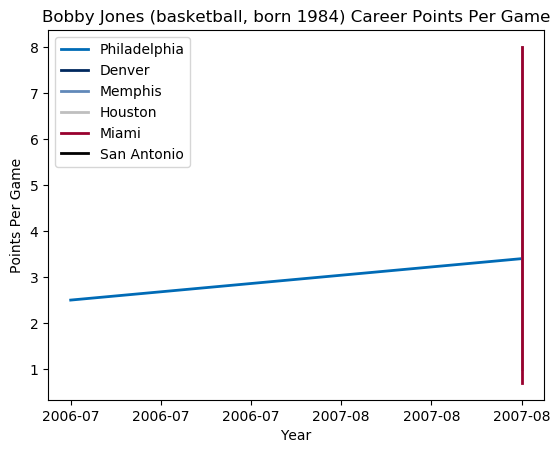 Bobby Jones (basketball, born 1984) Career Points Per Game
Philadelphia
Denver
Memphis
Houston
Miami
San Antonio
8
7
6
5
4
3
2
1
Points Per Game
2006-07 2006-07 2006-07 2007-08 2007-08 2007-08
Year